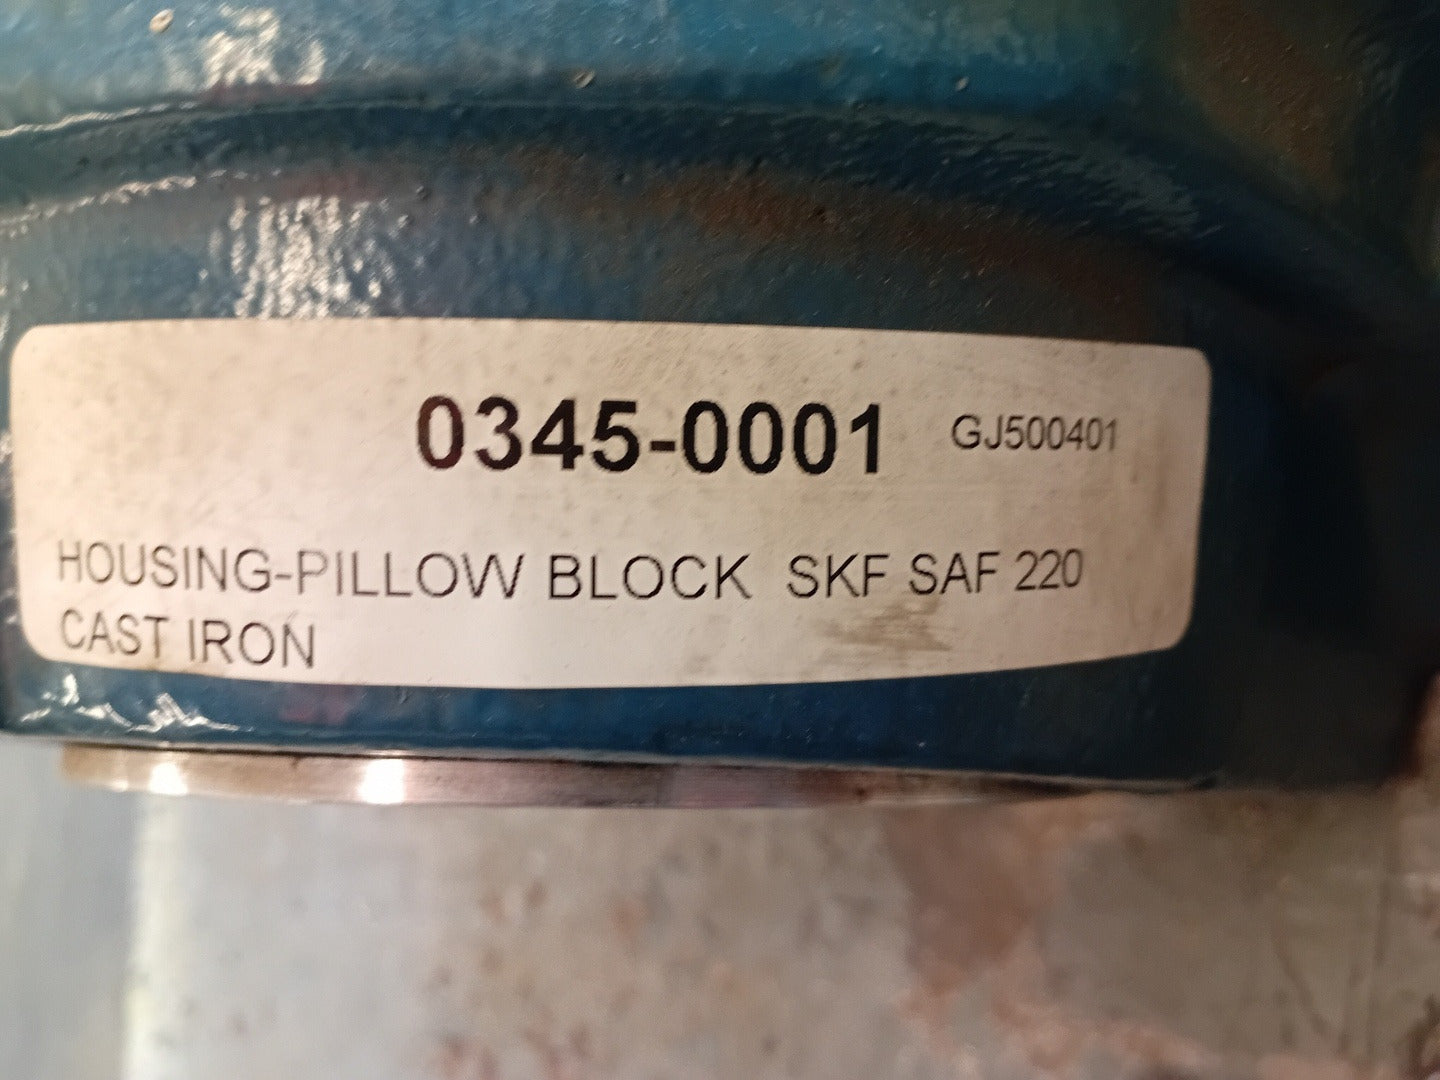 0345-0001 GJ500401
HOUSING-PILLOW BLOCK SKF SAF 220
CAST IRON